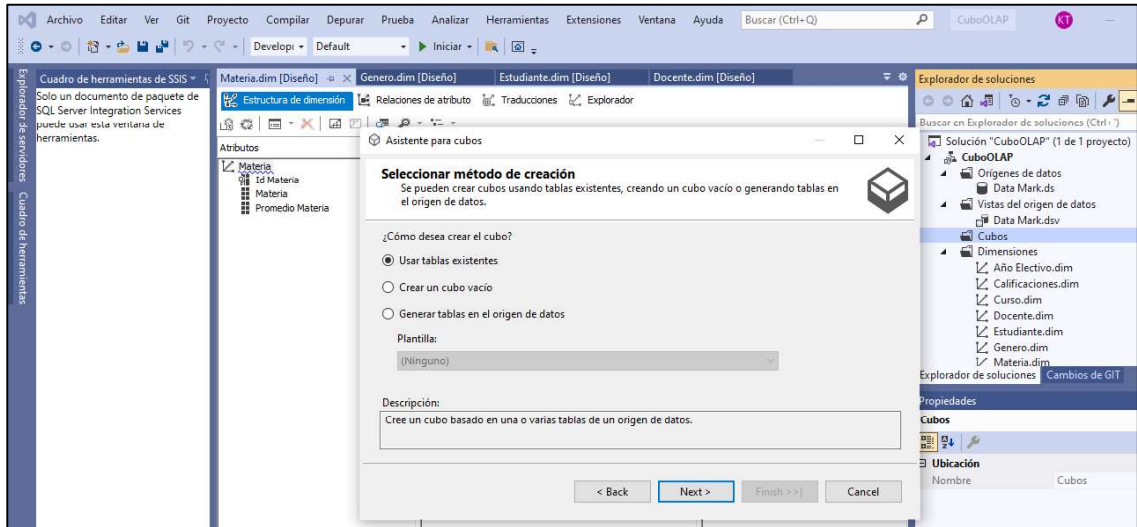 Archivo Editar Ver Git Proyecto Compilar Depurar Prueba Analizar Herramientas Extensiones Ventana Ayuda Buscar (Ctrl+Q) CuboOLAP KT
Develop Default Iniciar
Explorador de servidores
Cuadro de herramientas
Cuadro de herramientas de SSIS
Solo un documento de paquete de
SQL Server Integration Services
puede usar esta ventana de
herramientas.
Materia.dim [Diseño] Genero.dim [Diseño] Estudiante.dim [Diseño] Docente.dim [Diseño]
Estructura de dimensión Relaciones de atributo Traducciones Explorador
Atributos
Materia
Id Materia
Materia
Promedio Materia
Asistente para cubos
Seleccionar método de creación
Se pueden crear cubos usando tablas existentes, creando un cubo vacío o generando tablas en
el origen de datos.
¿Cómo desea crear el cubo?
Usar tablas existentes
Crear un cubo vacío
Generar tablas en el origen de datos
Plantilla:
(Ninguno)
Descripción:
Cree un cubo basado en una o varias tablas de un origen de datos.
< Back Next > Finish >>| Cancel
Explorador de soluciones
Buscar en Explorador de soluciones (Ctrl+')
Solución "CuboOLAP" (1 de 1 proyecto)
CuboOLAP
Orígenes de datos
Data Mark.ds
Vistas del origen de datos
Data Mark.dsv
Cubos
Dimensiones
Año Electivo.dim
Calificaciones.dim
Curso.dim
Docente.dim
Estudiante.dim
Genero.dim
Materia.dim
Explorador de soluciones Cambios de GIT
Propiedades
Cubos
Ubicación
Nombre Cubos